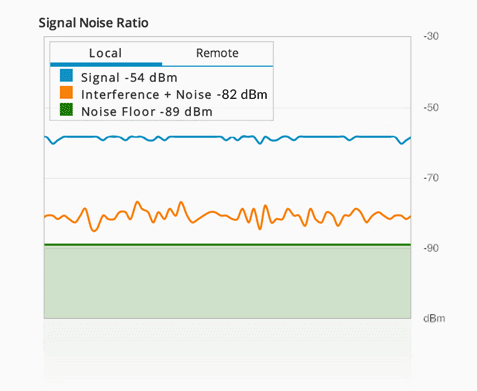 Signal Noise Ratio
-30
Local Remote
Signal -54 dBm
Interference + Noise -82 dBm
Noise Floor -89 dBm
-50
-70
-90
dBm